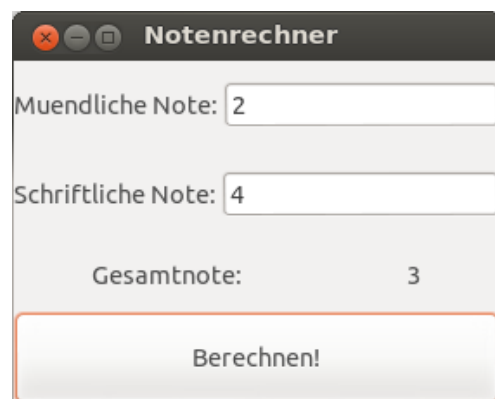 Notenrechner
Muendliche Note: 2
Schriftliche Note: 4
Gesamtnote: 3
Berechnen!